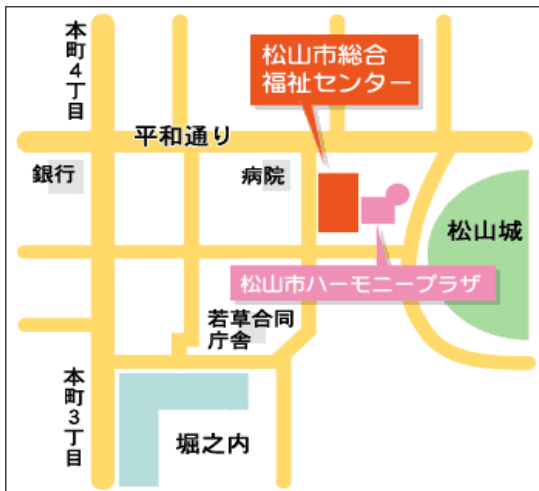 本町4丁目
松山市総合
福祉センター
平和通り
銀行
病院
松山城
松山市ハーモニープラザ
若草合同
庁舎
本町3丁目
堀之内